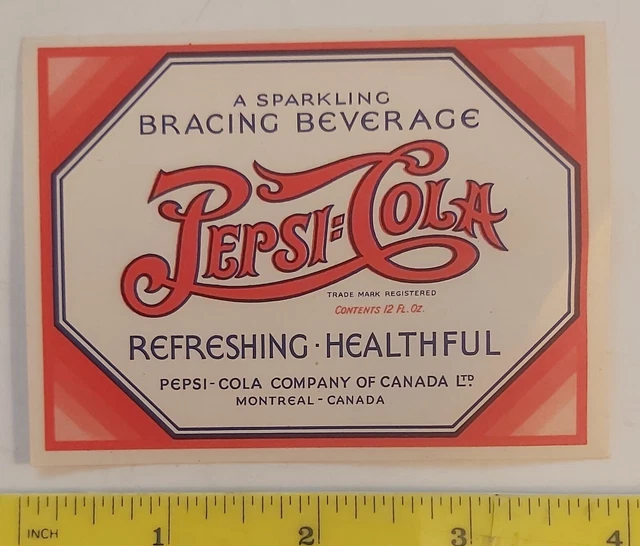 A SPARKLING
BRACING BEVERAGE
PEPSI:COLA
TRADE MARK REGISTERED
CONTENTS 12 FL. OZ.
REFRESHING · HEALTHFUL
PEPSI-COLA COMPANY OF CANADA LTD.
MONTREAL - CANADA
INCH 1 2 3 4